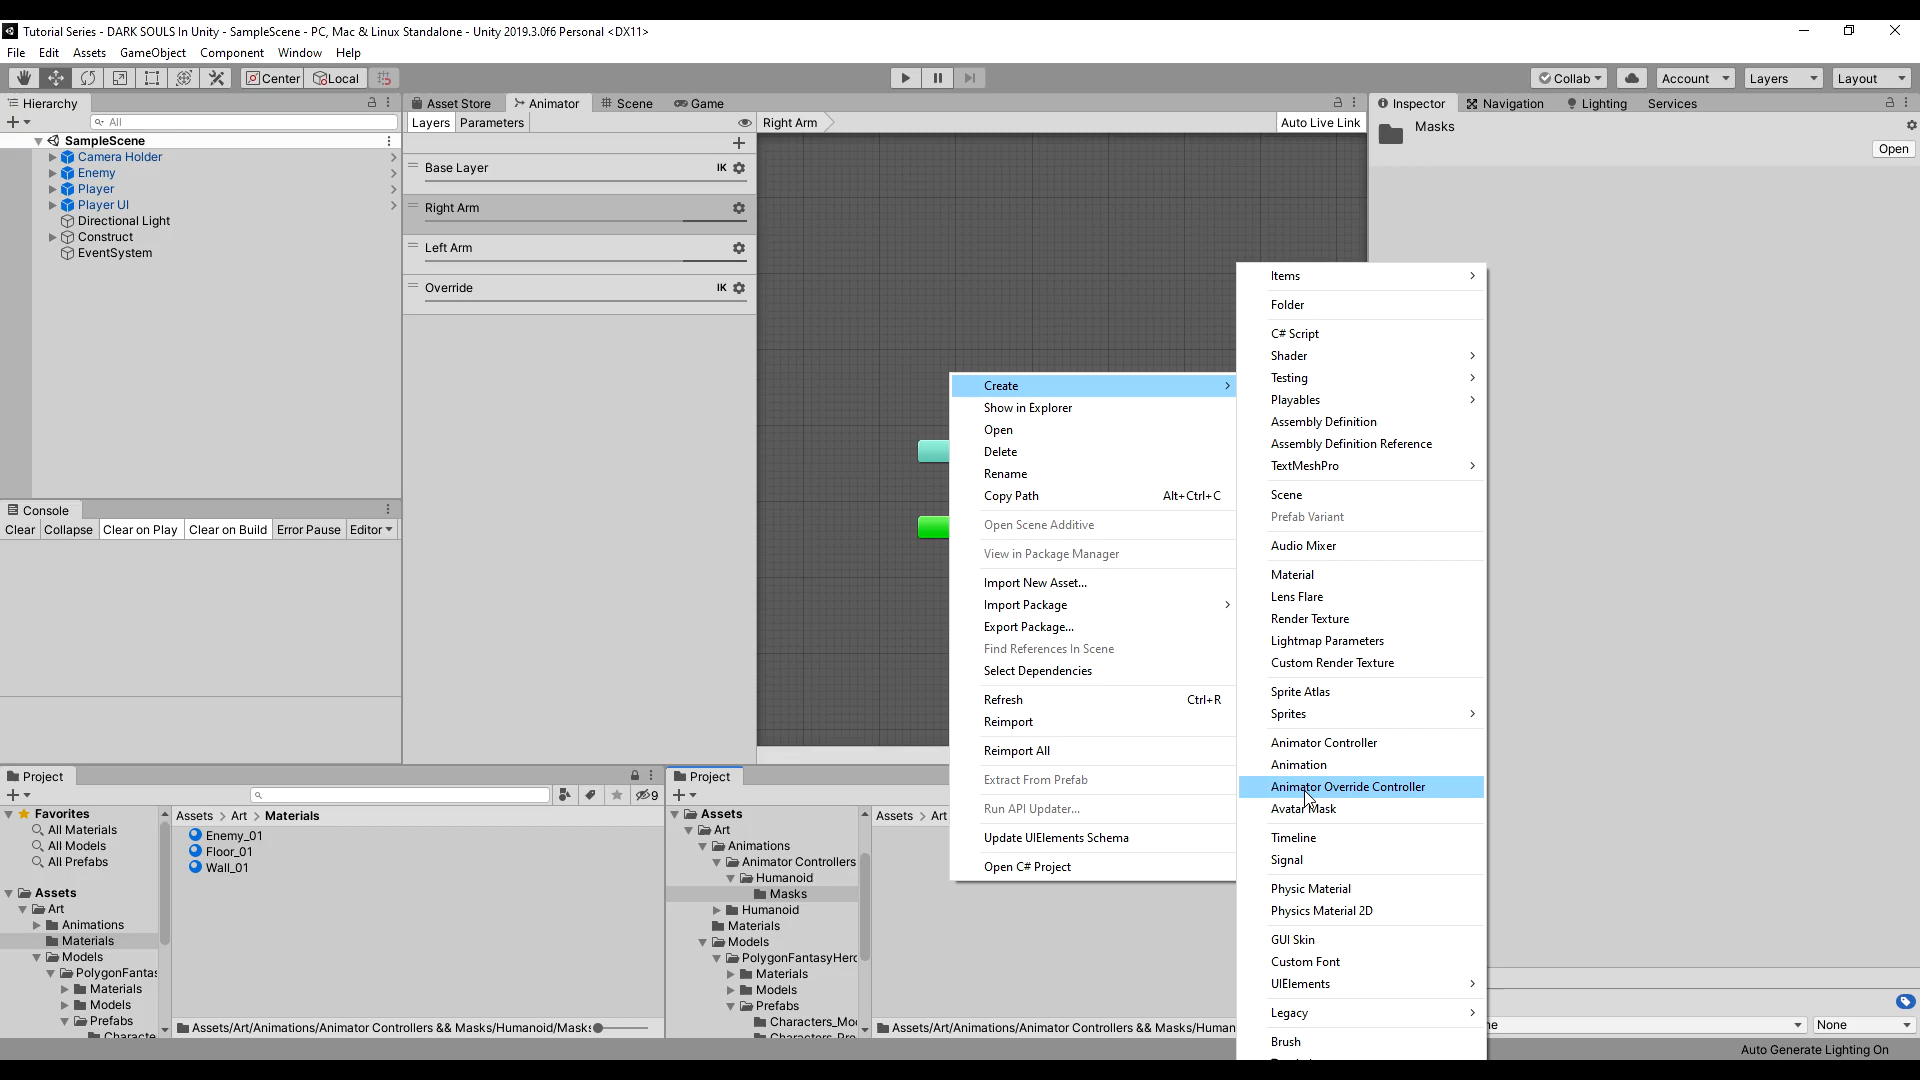 Tutorial Series - DARK SOULS In Unity - SampleScene - PC, Mac & Linux Standalone - Unity 2019.3.0f6 Personal <DX11>
File Edit Assets GameObject Component Window Help
Center Local Collab Account Layers Layout
Hierarchy
All
SampleScene
Camera Holder
Enemy
Player
Player UI
Directional Light
Construct
EventSystem
Asset Store Animator Scene Game
Layers Parameters Right Arm Auto Live Link
Base Layer IK
Right Arm
Left Arm
Override IK
Inspector Navigation Lighting Services
Masks
Open
Create
Show in Explorer
Open
Delete
Rename
Copy Path Alt+Ctrl+C
Open Scene Additive
View in Package Manager
Import New Asset...
Import Package
Export Package...
Find References In Scene
Select Dependencies
Refresh Ctrl+R
Reimport
Reimport All
Extract From Prefab
Run API Updater...
Update UIElements Schema
Open C# Project
Items
Folder
C# Script
Shader
Testing
Playables
Assembly Definition
Assembly Definition Reference
TextMeshPro
Scene
Prefab Variant
Audio Mixer
Material
Lens Flare
Render Texture
Lightmap Parameters
Custom Render Texture
Sprite Atlas
Sprites
Animator Controller
Animation
Animator Override Controller
Avatar Mask
Timeline
Signal
Physic Material
Physics Material 2D
GUI Skin
Custom Font
UIElements
Legacy
Brush
Console
Clear Collapse Clear on Play Clear on Build Error Pause Editor
Project
9
Favorites
All Materials
All Models
All Prefabs
Assets
Art
Animations
Materials
Models
PolygonFantas
Materials
Models
Prefabs
Characte
Assets > Art > Materials
Enemy_01
Floor_01
Wall_01
Assets/Art/Animations/Animator Controllers && Masks/Humanoid/Masks
Project
Assets
Art
Animations
Animator Controllers
Humanoid
Masks
Humanoid
Materials
Models
PolygonFantasyHero
Materials
Models
Prefabs
Characters_Mo
Assets > Art
Assets/Art/Animations/Animator Controllers && Masks/Human
None
Auto Generate Lighting On